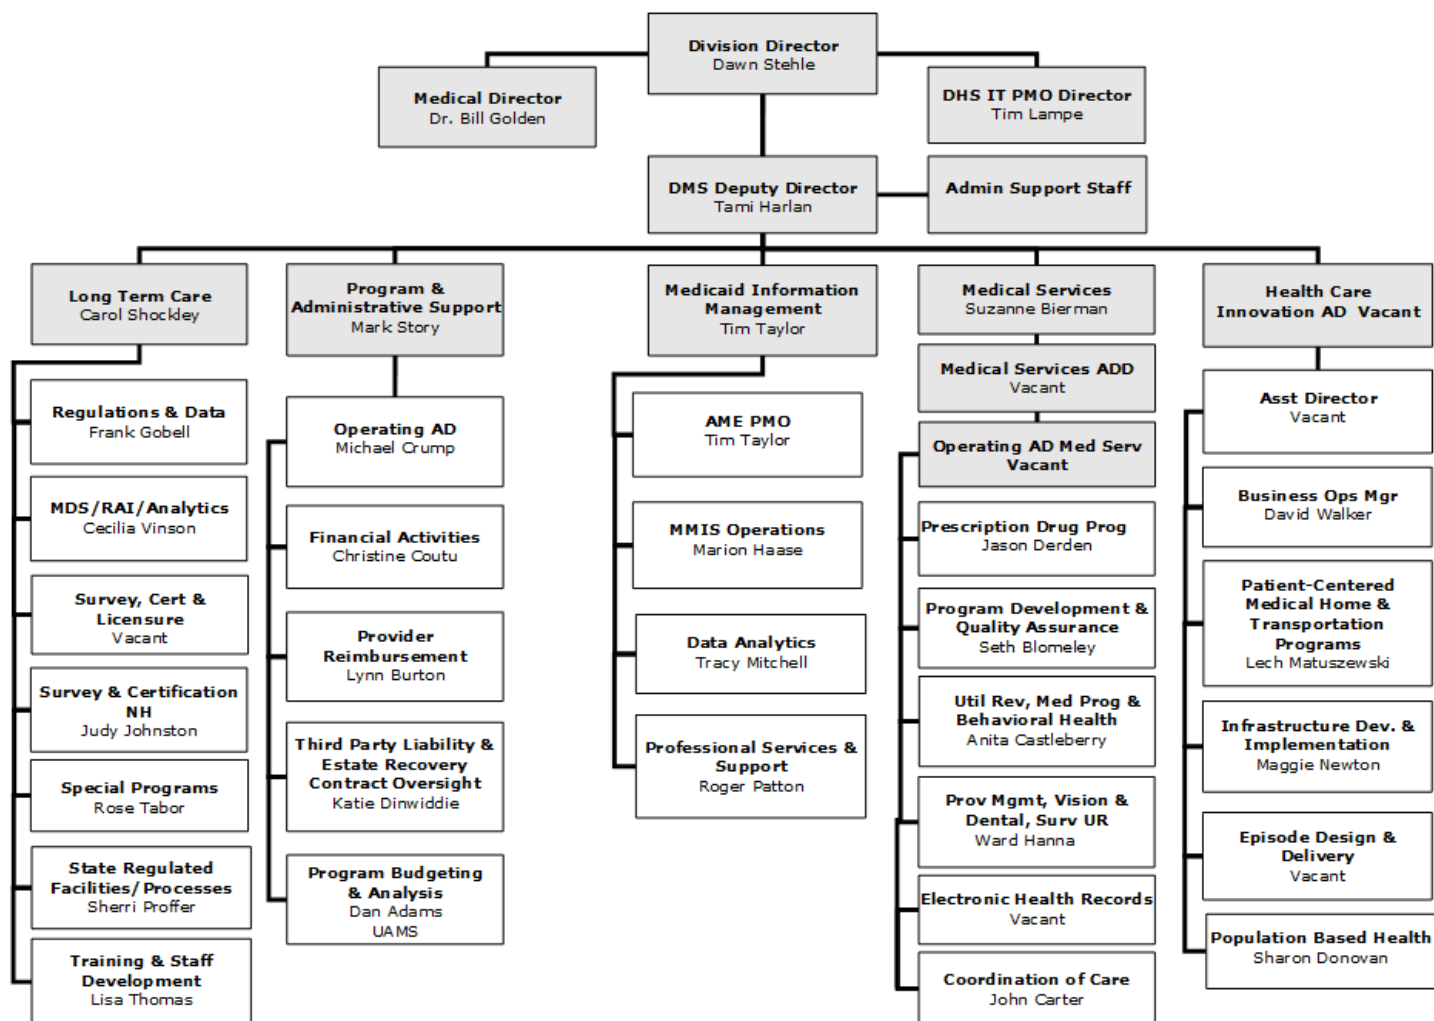 Division Director
Dawn Stehle
Medical Director
Dr. Bill Golden
DHS IT PMO Director
Tim Lampe
DMS Deputy Director
Tami Harlan
Admin Support Staff
Long Term Care
Carol Shockley
Program &
Administrative Support
Mark Story
Medicaid Information
Management
Tim Taylor
Medical Services
Suzanne Bierman
Health Care
Innovation AD Vacant
Regulations & Data
Frank Gobell
MDS/RAI/Analytics
Cecilia Vinson
Survey, Cert &
Licensure
Vacant
Survey & Certification
NH
Judy Johnston
Special Programs
Rose Tabor
State Regulated
Facilities/Processes
Sherri Proffer
Training & Staff
Development
Lisa Thomas
Operating AD
Michael Crump
Financial Activities
Christine Coutu
Provider
Reimbursement
Lynn Burton
Third Party Liability &
Estate Recovery
Contract Oversight
Katie Dinwiddie
Program Budgeting
& Analysis
Dan Adams
UAMS
AME PMO
Tim Taylor
MMIS Operations
Marion Haase
Data Analytics
Tracy Mitchell
Professional Services &
Support
Roger Patton
Medical Services ADD
Vacant
Operating AD Med Serv
Vacant
Prescription Drug Prog
Jason Derden
Program Development &
Quality Assurance
Seth Blomeley
Util Rev, Med Prog &
Behavioral Health
Anita Castleberry
Prov Mgmt, Vision &
Dental, Surv UR
Ward Hanna
Electronic Health Records
Vacant
Coordination of Care
John Carter
Asst Director
Vacant
Business Ops Mgr
David Walker
Patient-Centered
Medical Home &
Transportation
Programs
Lech Matuszewski
Infrastructure Dev. &
Implementation
Maggie Newton
Episode Design &
Delivery
Vacant
Population Based Health
Sharon Donovan